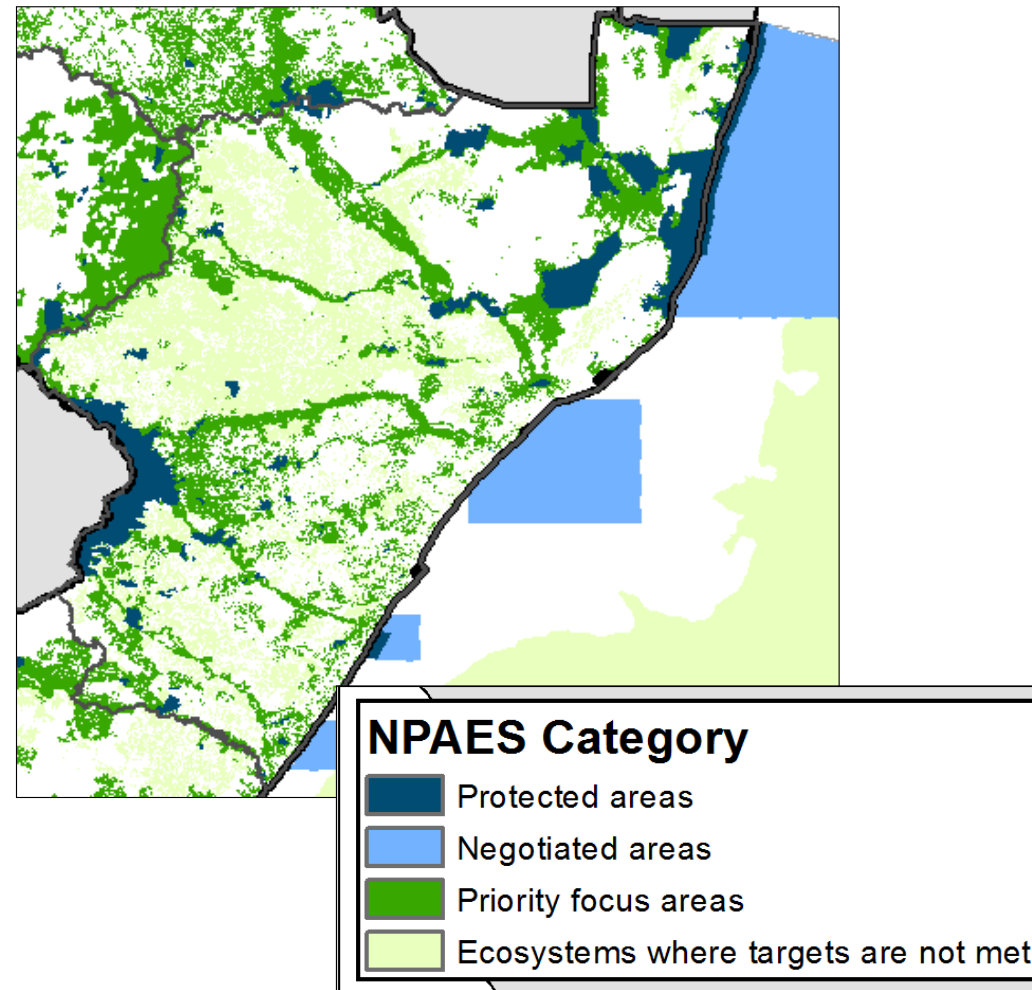 NPAES Category
Protected areas
Negotiated areas
Priority focus areas
Ecosystems where targets are not met